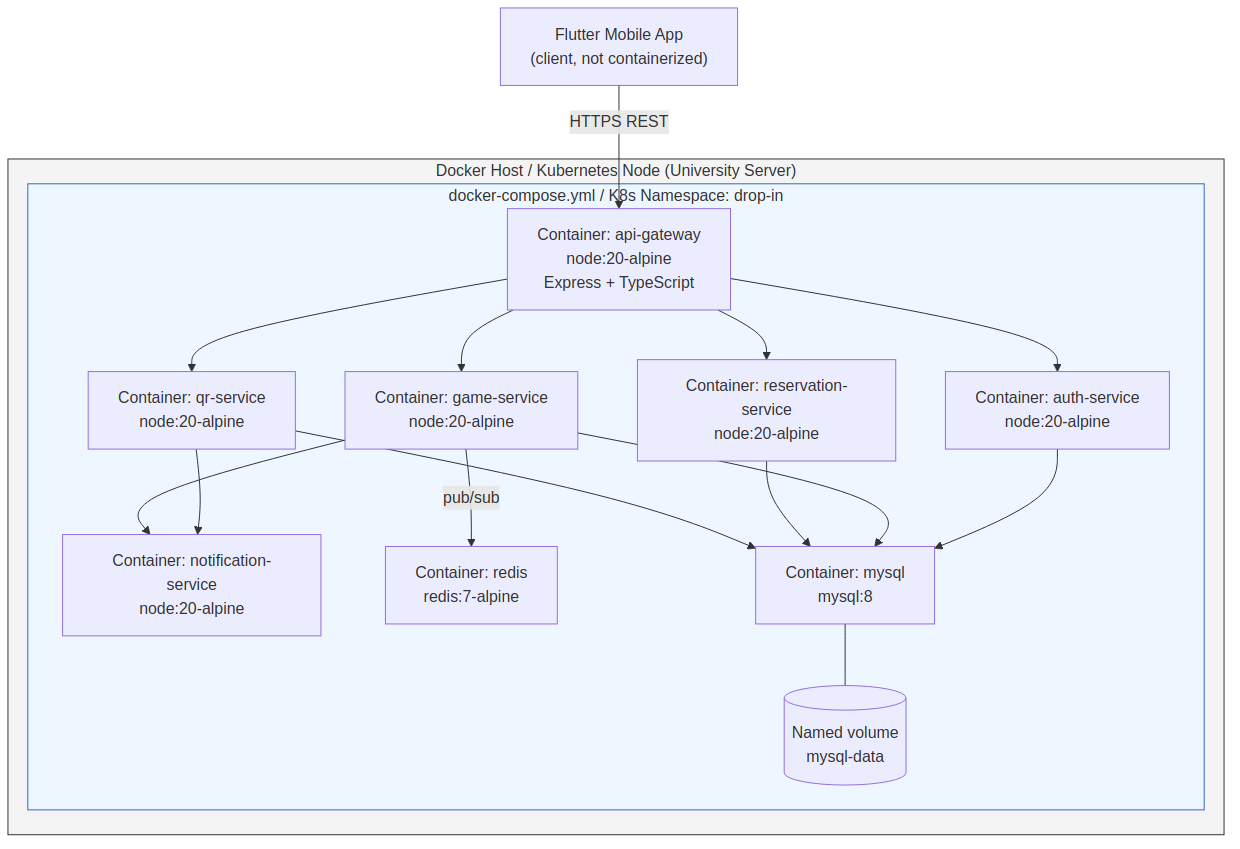 Flutter Mobile App
(client, not containerized)
HTTPS REST
Docker Host / Kubernetes Node (University Server)
docker-compose.yml / K8s Namespace: drop-in
Container: api-gateway
node:20-alpine
Express + TypeScript
Container: qr-service
node:20-alpine
Container: game-service
node:20-alpine
Container: reservation-
service
node:20-alpine
Container: auth-service
node:20-alpine
pub/sub
Container: notification-
service
node:20-alpine
Container: redis
redis:7-alpine
Container: mysql
mysql:8
Named volume
mysql-data